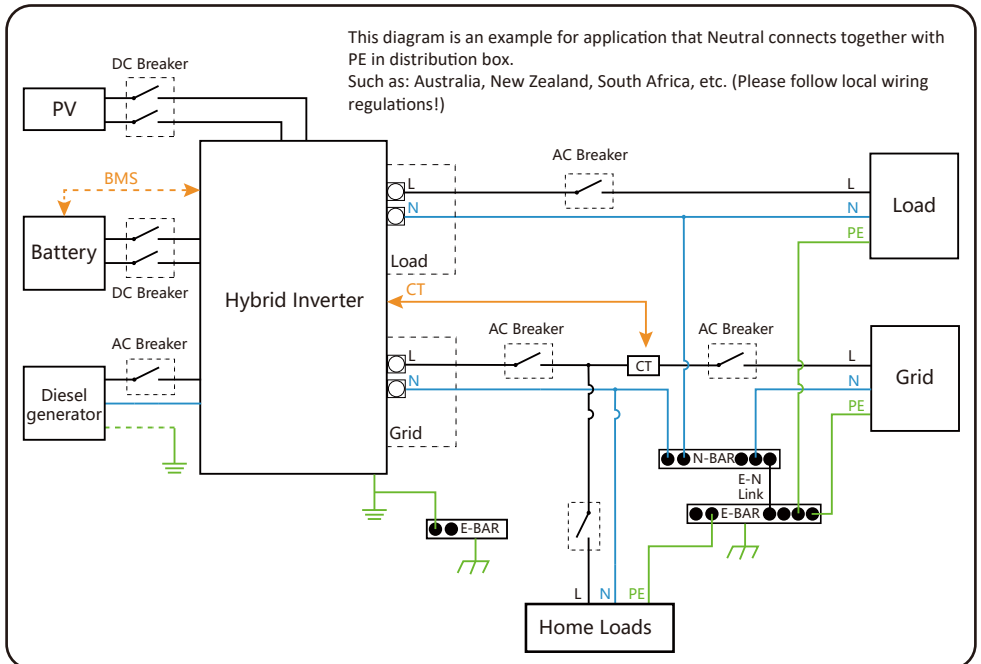 This diagram is an example for application that Neutral connects together with
PE in distribution box.
Such as: Australia, New Zealand, South Africa, etc. (Please follow local wiring
regulations!)
DC Breaker
PV
BMS
Battery
DC Breaker
AC Breaker
Diesel
generator
Hybrid Inverter
L
N
Load
CT
L
N
Grid
AC Breaker
L
N
PE
Load
AC Breaker
CT
AC Breaker
L
N
PE
Grid
N-BAR
E-N
Link
E-BAR
E-BAR
L
N
PE
Home Loads